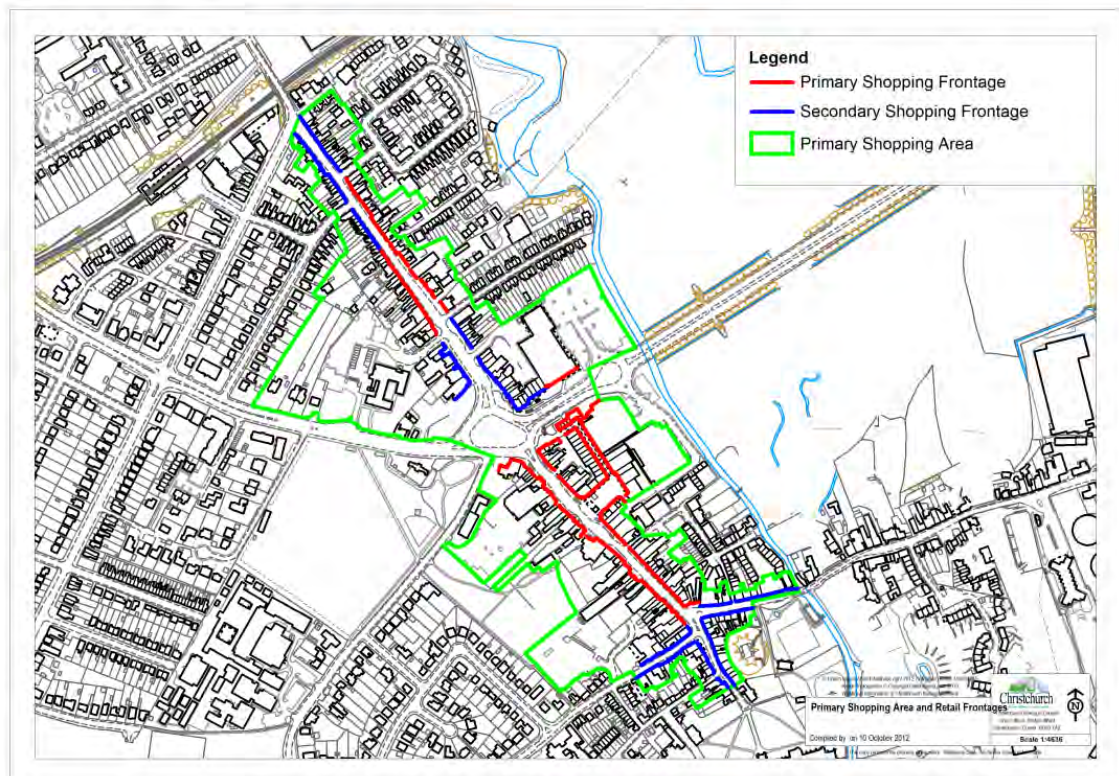 Legend
Primary Shopping Frontage
Secondary Shopping Frontage
Primary Shopping Area
Christchurch
Primary Shopping Area and Retail Frontages
N
Compiled by on 10 October 2012
Scale 1:4636